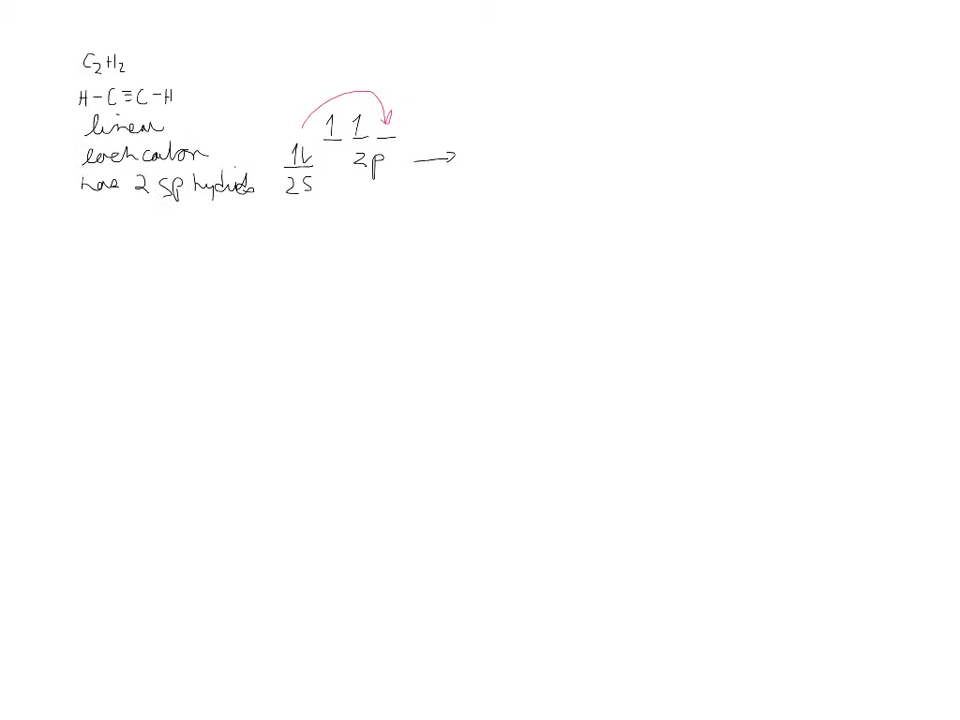 C₂H₂
H-C≡C-H
linear
each carbon
has 2 sp hybrids
1 1 _
1l
2s
2p →